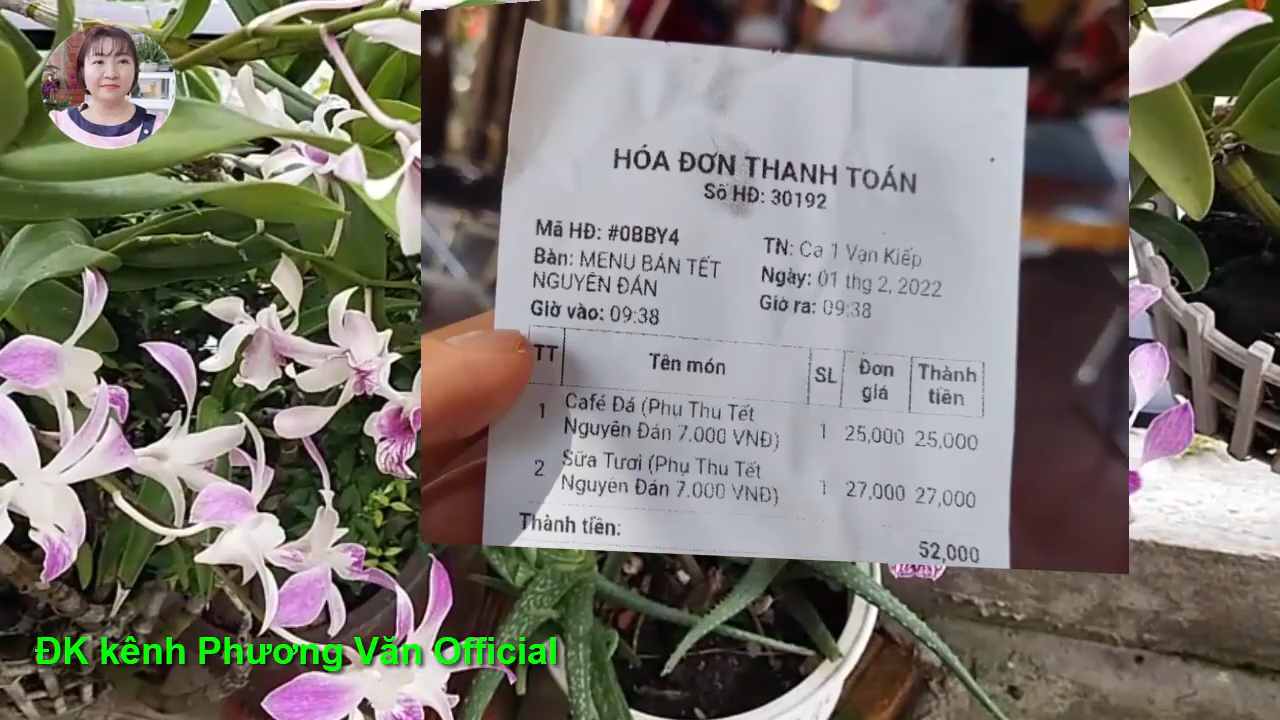 HÓA ĐƠN THANH TOÁN
Số HĐ: 30192
Mã HĐ: #0BBY4
TN: Ca 1 Vạn Kiếp
Bàn: MENU BÁN TẾT
NGUYÊN ĐÁN
Ngày: 01 thg 2, 2022
Giờ vào: 09:38
Giờ ra: 09:38
TT Tên món SL Đơn giá Thành tiền
1 Café Đá (Phụ Thu Tết
Nguyên Đán 7.000 VNĐ) 1 25,000 25,000
2 Sữa Tươi (Phụ Thu Tết
Nguyên Đán 7.000 VNĐ) 1 27,000 27,000
Thành tiền: 52,000
ĐK kênh Phương Văn Official